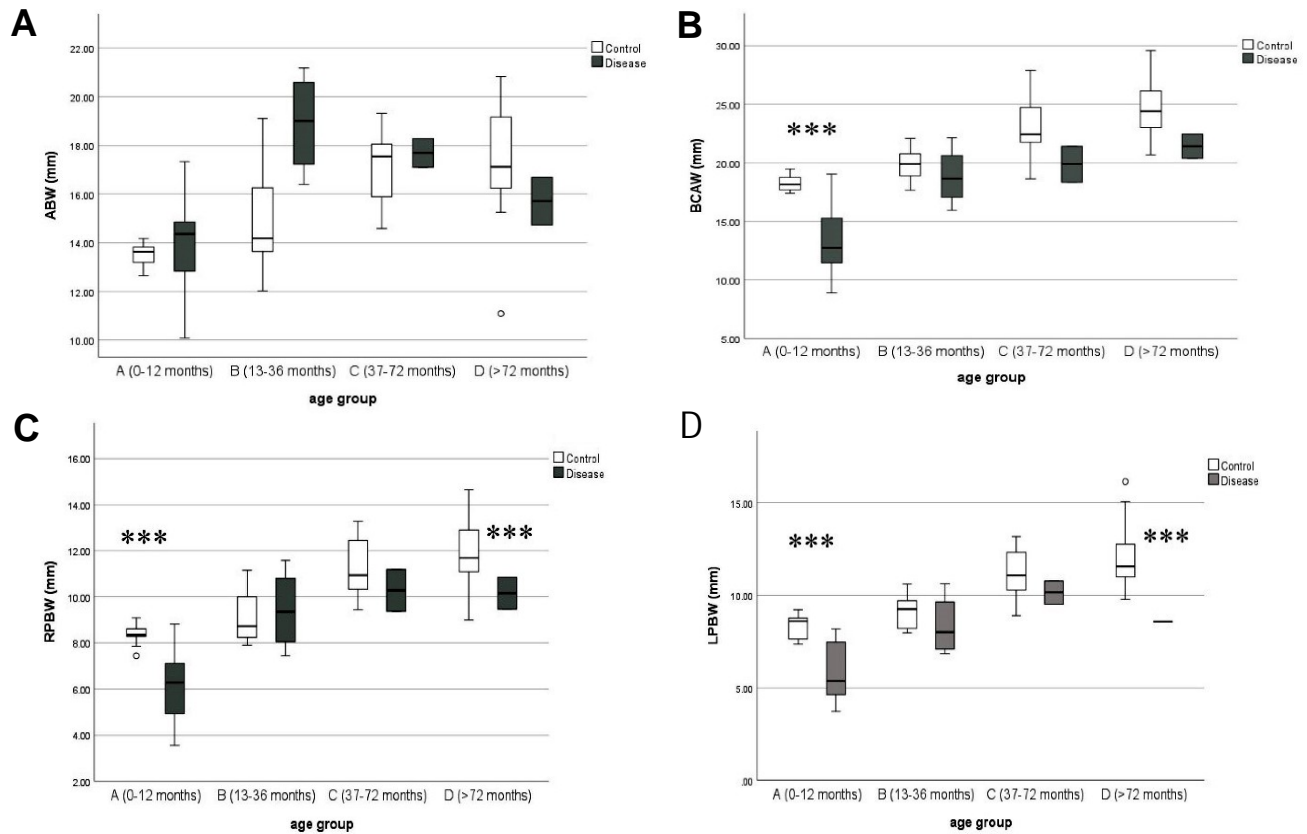 A
ABW (mm)
22.00
20.00
18.00
16.00
14.00
12.00
10.00
Control
Disease
A (0-12 months) B (13-36 months) C (37-72 months) D (>72 months)
age group
B
BCAW (mm)
30.00
25.00
20.00
15.00
10.00
5.00
Control
Disease
***
A (0-12 months) B (13-36 months) C (37-72 months) D (>72 months)
age group
C
RPBW (mm)
16.00
14.00
12.00
10.00
8.00
6.00
4.00
2.00
Control
Disease
***
***
A (0-12 months) B (13-36 months) C (37-72 months) D (>72 months)
age group
D
LPBW (mm)
15.00
10.00
5.00
.00
Control
Disease
***
***
A (0-12 months) B (13-36 months) C (37-72 months) D (>72 months)
age group